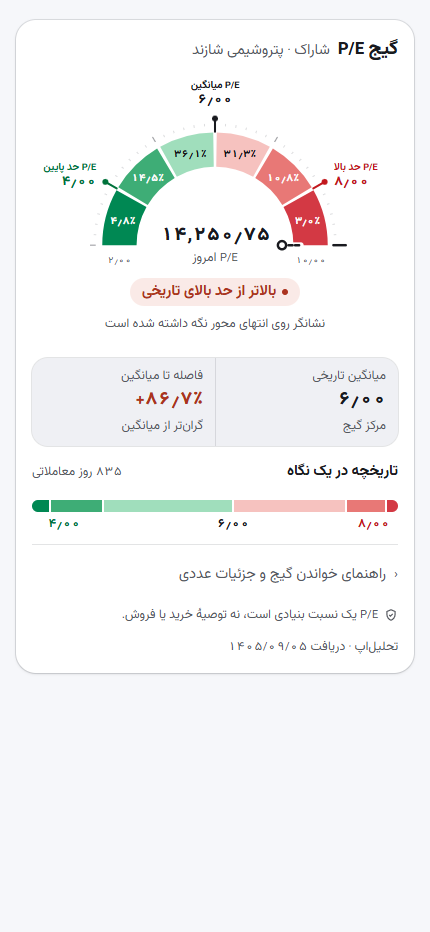 گیج P/E شاراک · پتروشیمی شازند
P/E میانگین
۶٫۰۰
P/E حد بالا
۸٫۰۰
P/E حد پایین
۴٫۰۰
۳٫۰٪
۱۰٫۸٪
۳۱٫۳٪
۳۶٫۱٪
۱۴٫۵٪
۴٫۸٪
۱۴,۲۵۰٫۷۵
P/E امروز
۱۰٫۰۰
۲٫۰۰
بالاتر از حد بالای تاریخی
نشانگر روی انتهای محور نگه داشته شده است
میانگین تاریخی
۶٫۰۰
مرکز گیج
فاصله تا میانگین
+۸۶٫۷٪
گران‌تر از میانگین
تاریخچه در یک نگاه
۸۳۵ روز معاملاتی
۸٫۰۰
۶٫۰۰
۴٫۰۰
راهنمای خواندن گیج و جزئیات عددی
P/E یک نسبت بنیادی است، نه توصیهٔ خرید یا فروش.
تحلیل‌اپ · دریافت ۱۴۰۵/۰۹/۰۵